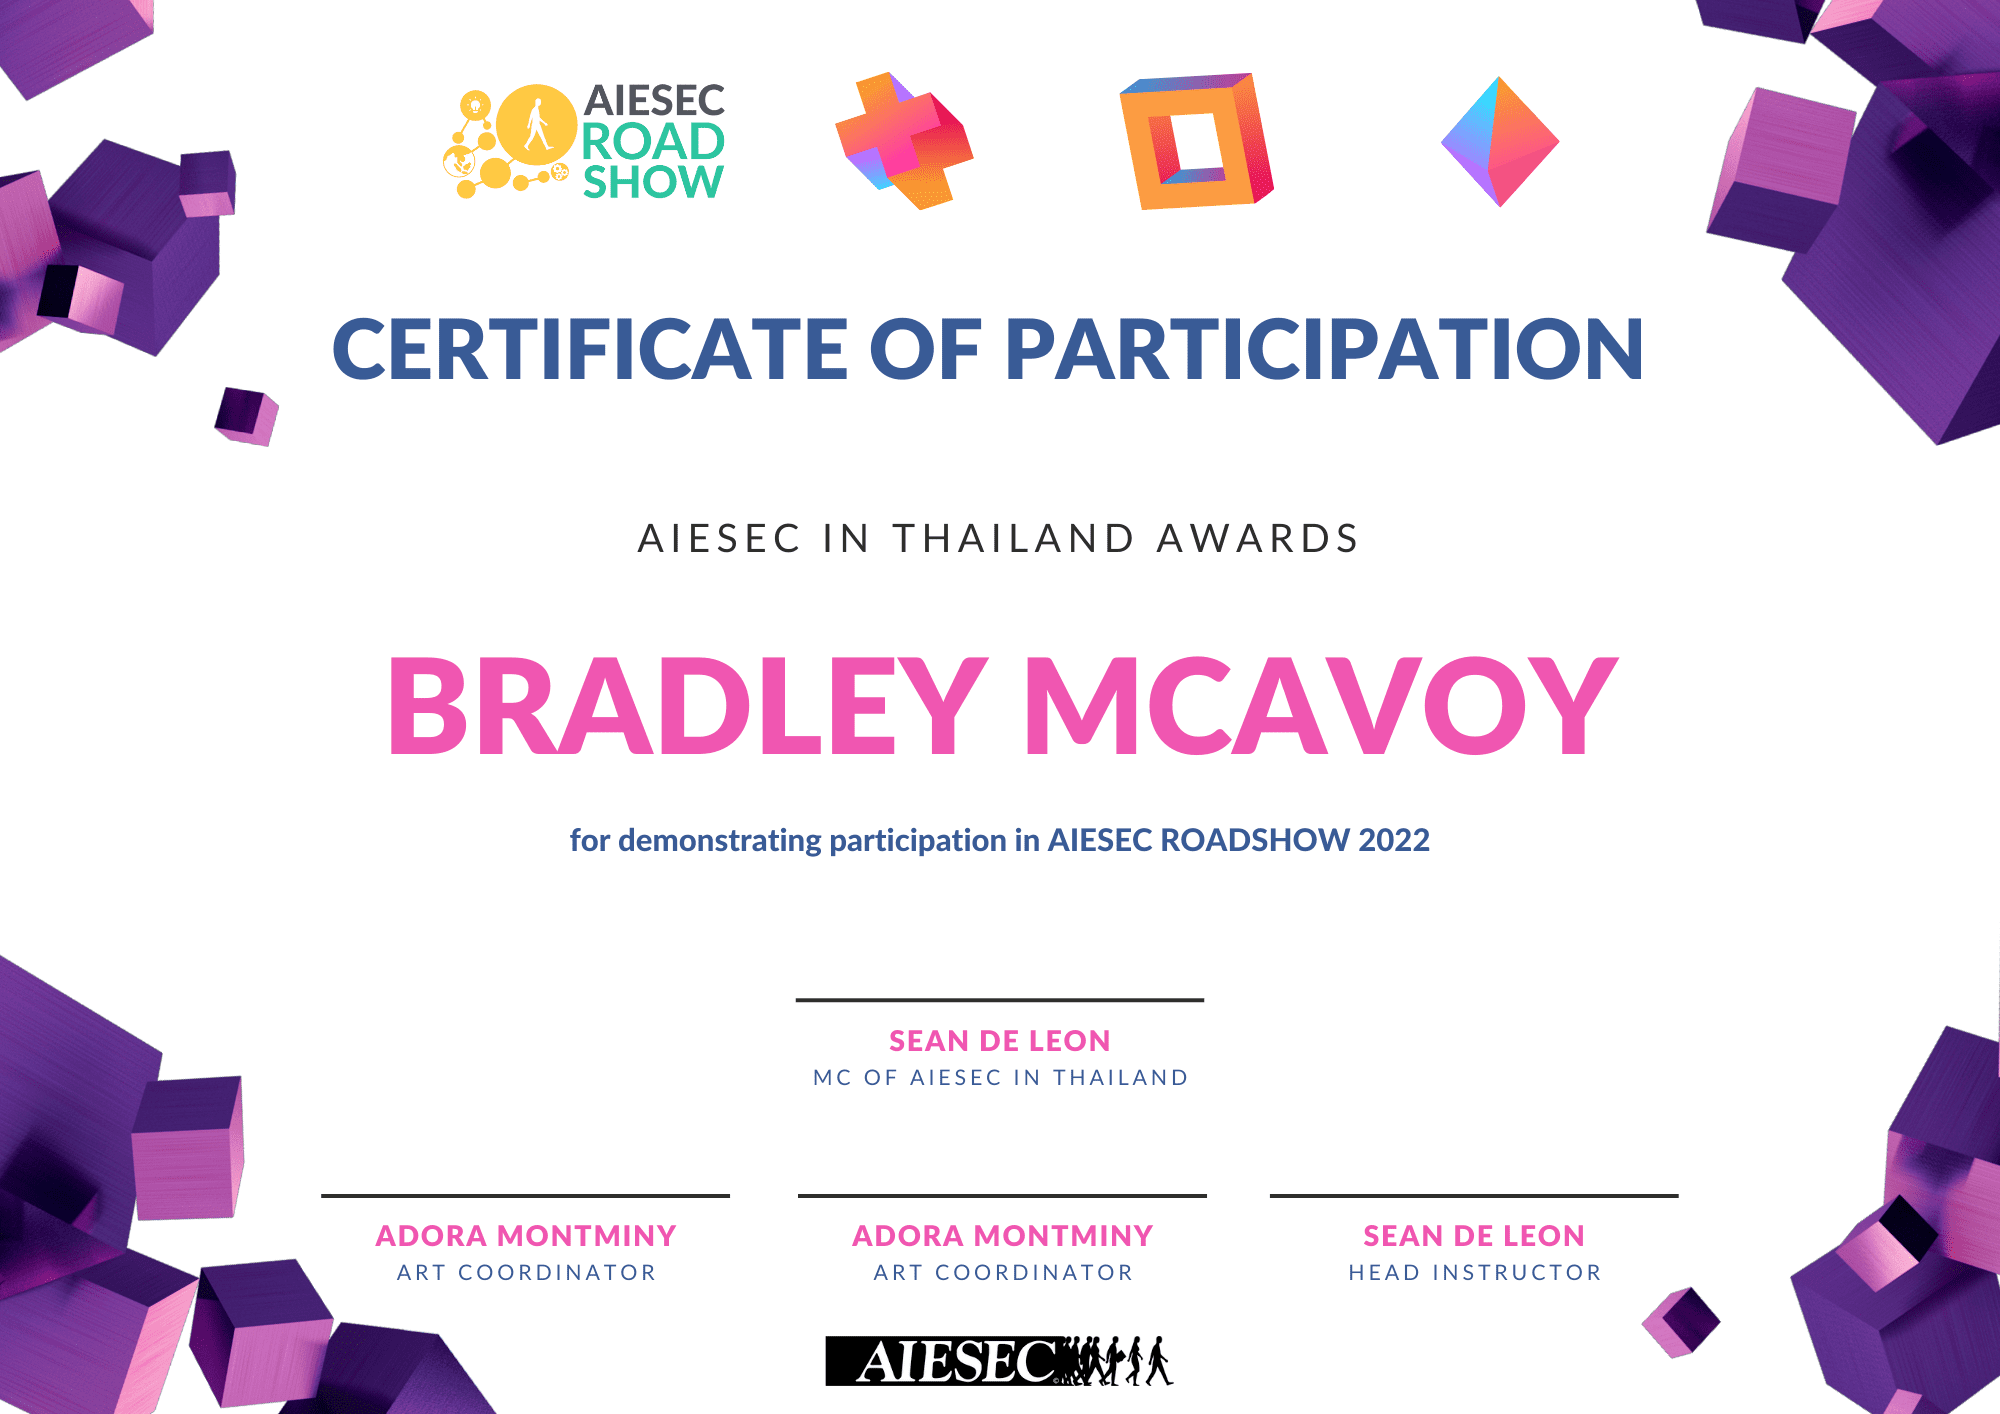 AIESEC
ROAD
SHOW
CERTIFICATE OF PARTICIPATION
AIESEC IN THAILAND AWARDS
BRADLEY MCAVOY
for demonstrating participation in AIESEC ROADSHOW 2022
SEAN DE LEON
MC OF AIESEC IN THAILAND
ADORA MONTMINY
ART COORDINATOR
ADORA MONTMINY
ART COORDINATOR
SEAN DE LEON
HEAD INSTRUCTOR
AIESEC